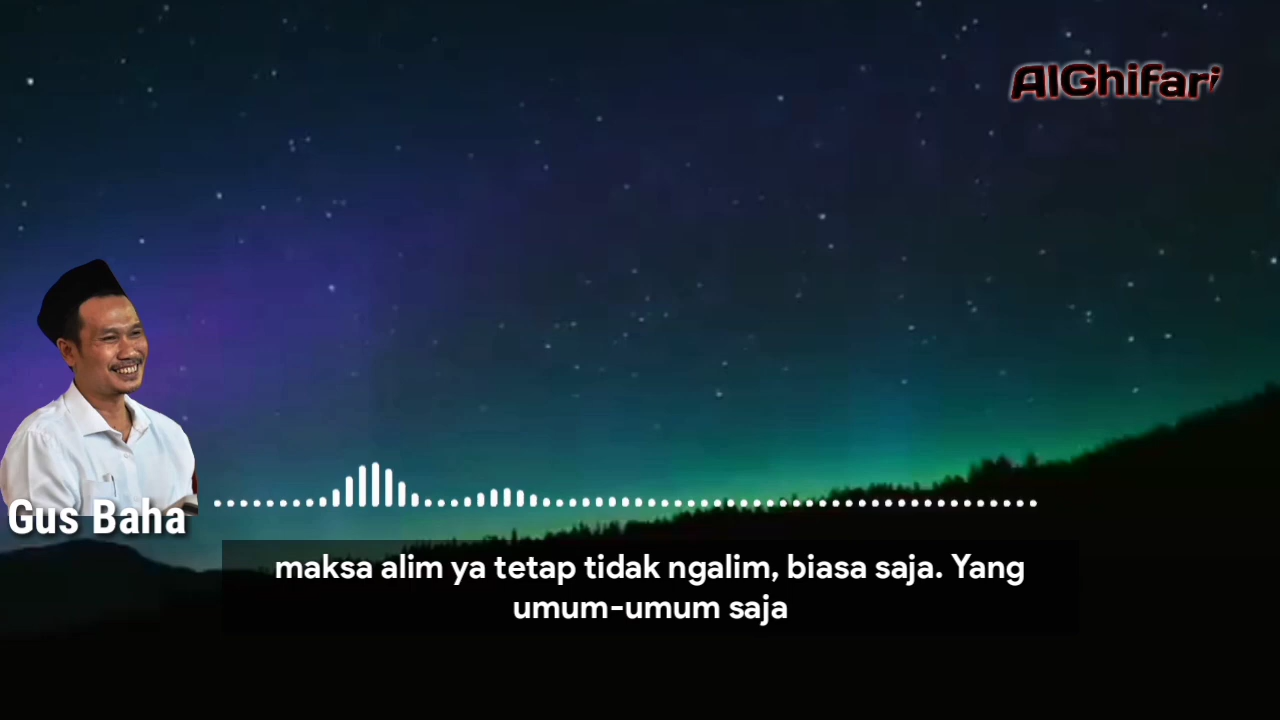 AlGhifari
Gus Baha
maksa alim ya tetap tidak ngalim, biasa saja. Yang
umum-umum saja